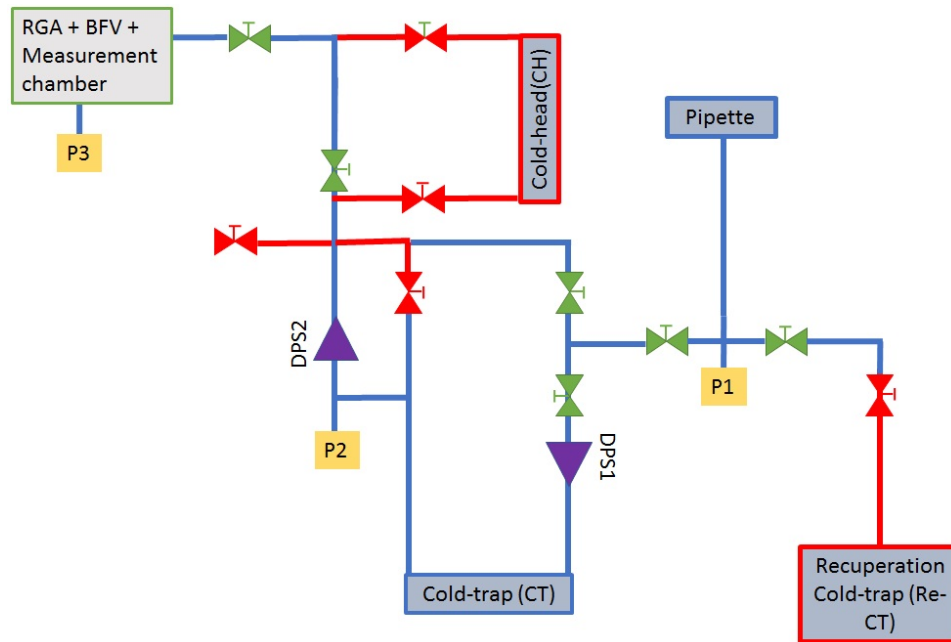 RGA + BFV +
Measurement
chamber
P3
Cold-head(CH)
Pipette
DPS2
P1
P2
DPS1
Cold-trap (CT)
Recuperation
Cold-trap (Re-
CT)